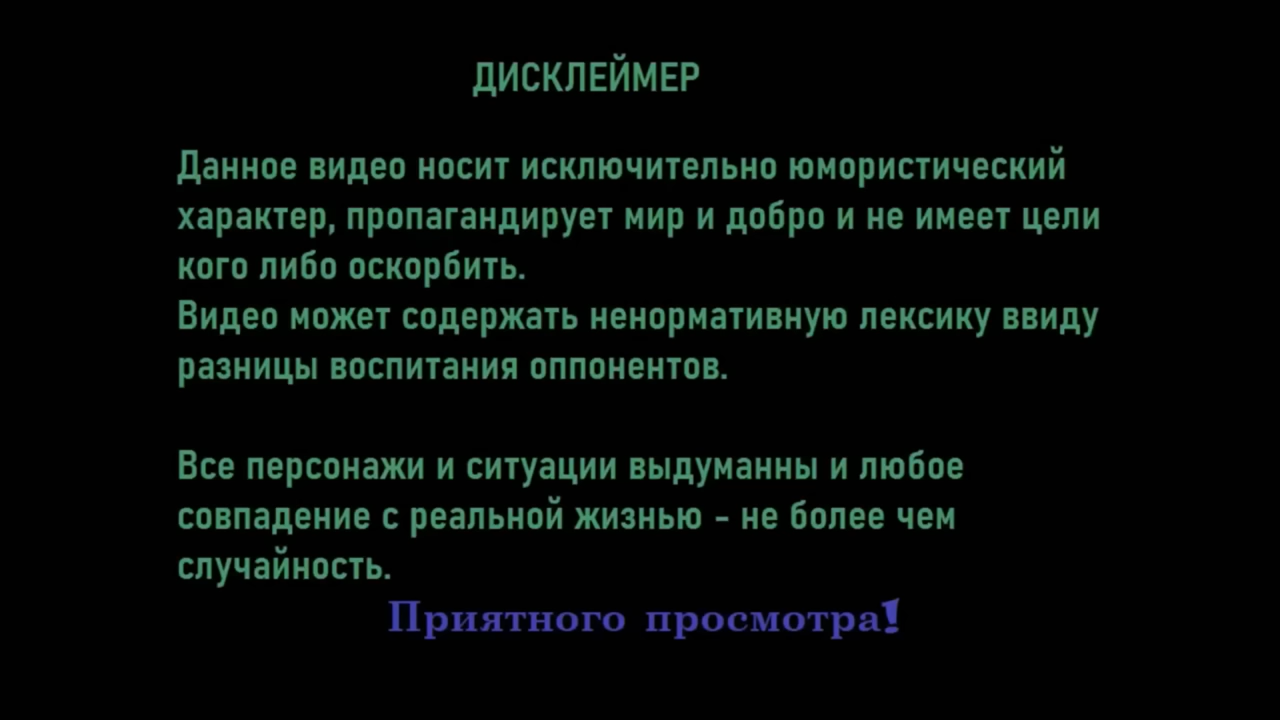 ДИСКЛЕЙМЕР
Данное видео носит исключительно юмористический
характер, пропагандирует мир и добро и не имеет цели
кого либо оскорбить.
Видео может содержать ненормативную лексику ввиду
разницы воспитания оппонентов.
Все персонажи и ситуации выдуманны и любое
совпадение с реальной жизнью - не более чем
случайность.
Приятного просмотра!